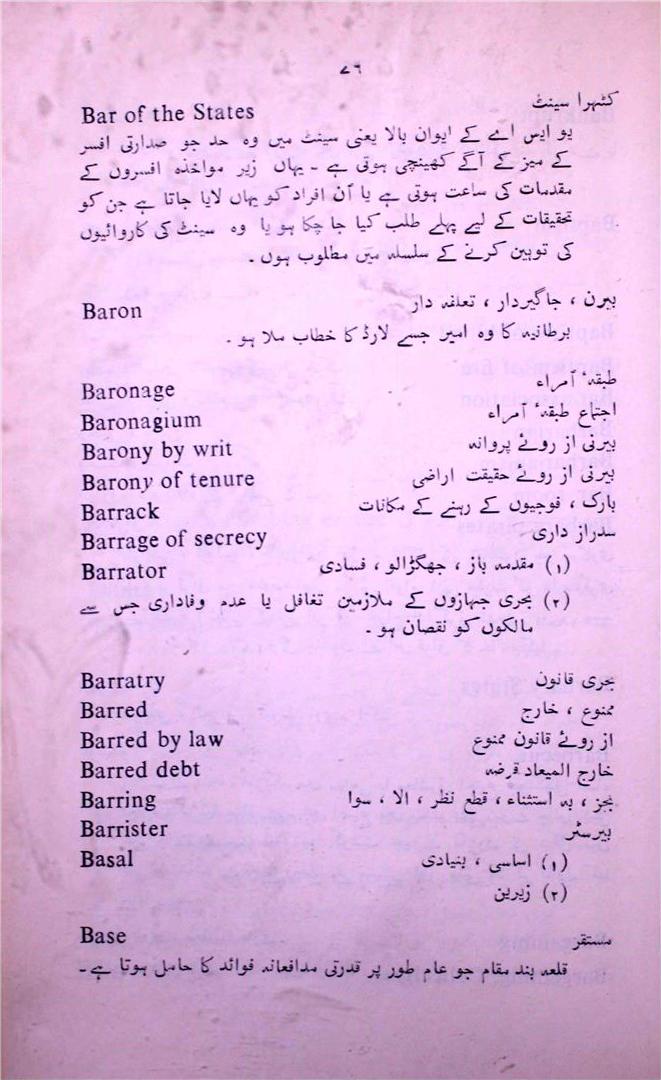 ۷۶
Bar of the States کٹہرا سینٹ
یو ایس اے کے ایوان بالا یعنی سینٹ میں وہ حد جو صدارتی افسر
کے میز کے آگے کھینچی ہوتی ہے ۔ یہاں زیر مواخذہ افسروں کے
مقدمات کی ساعت ہوتی ہے یا اُن افراد کو یہاں لایا جاتا ہے جن کو
تحقیقات کے لیے پہلے طلب کیا جا چکا ہو یا وہ سینٹ کی کاروائیوں
کی توہین کرنے کے سلسلہ میں مطلوب ہوں ۔
Baron بیرن ، جاگیردار ، تعلقہ دار
برطانیہ کا وہ امیر جسے لارڈ کا خطاب ملا ہو ۔
Baronage طبقہٴ اُمراء
Baronagium اجتماع طبقہٴ اُمراء
Barony by writ بیرنی از روئے پروانہ
Barony of tenure بیرنی از روئے حقیقت اراضی
Barrack بارک ، فوجیوں کے رہنے کے مکانات
Barrage of secrecy سدراز داری
Barrator (۱) مقدمہ باز ، جھگڑالو ، فسادی
(۲) بحری جہازوں کے ملازمین تغافل یا عدم وفاداری جس سے
مالکوں کو نقصان ہو ۔
Barratry بحری قانون
Barred ممنوع ، خارج
Barred by law از روئے قانون ممنوع
Barred debt خارج المیعاد قرضہ
Barring بجز ، بہ استثناء ، قطع نظر ، الا ، سوا
Barrister بیرسٹر
Basal (۱) اساسی ، بنیادی
(۲) زیرین
Base مستقر
قلعہ بند مقام جو عام طور پر قدرتی مدافعانہ فوائد کا حامل ہوتا ہے۔